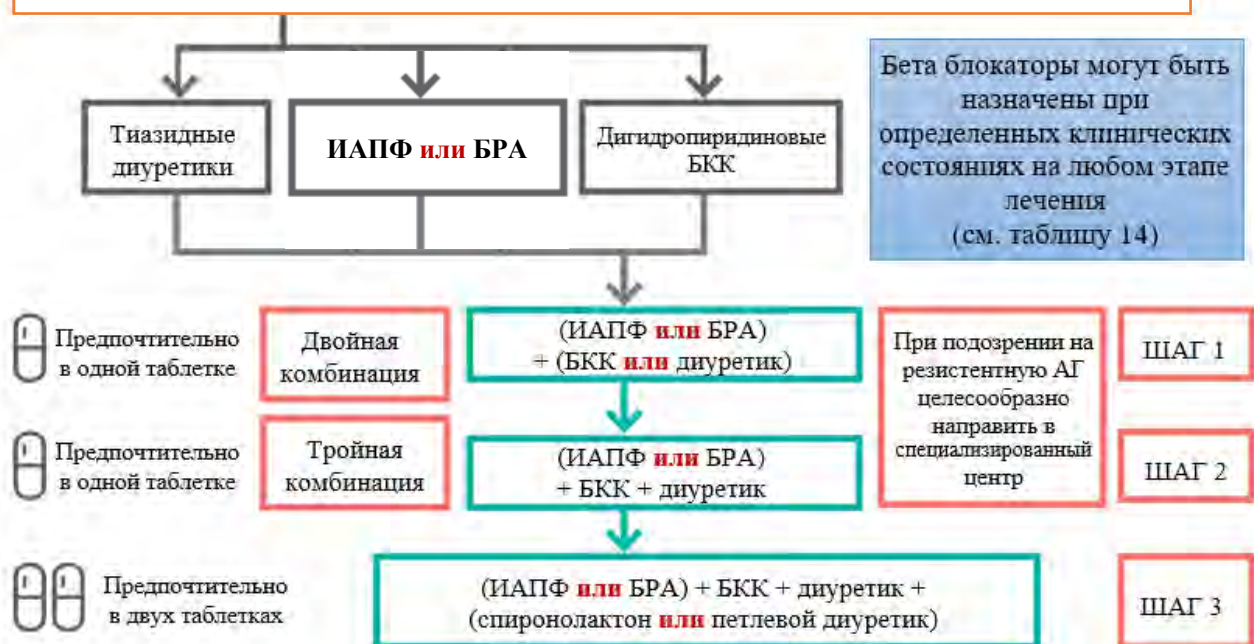 Тиазидные
диуретики
ИАПФ или БРА
Дигидропиридиновые
БКК
Бета блокаторы могут быть
назначены при
определенных клинических
состояниях на любом этапе
лечения
(см. таблицу 14)
Предпочтительно
в одной таблетке
Двойная
комбинация
(ИАПФ или БРА)
+ (БКК или диуретик)
При подозрении на
резистентную АГ
целесообразно
направить в
специализированный
центр
ШАГ 1
Предпочтительно
в одной таблетке
Тройная
комбинация
(ИАПФ или БРА)
+ БКК + диуретик
ШАГ 2
Предпочтительно
в двух таблетках
(ИАПФ или БРА) + БКК + диуретик +
(спиронолактон или петлевой диуретик)
ШАГ 3